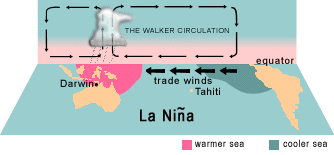 THE WALKER CIRCULATION
equator
trade winds
Darwin
Tahiti
La Niña
warmer sea
cooler sea